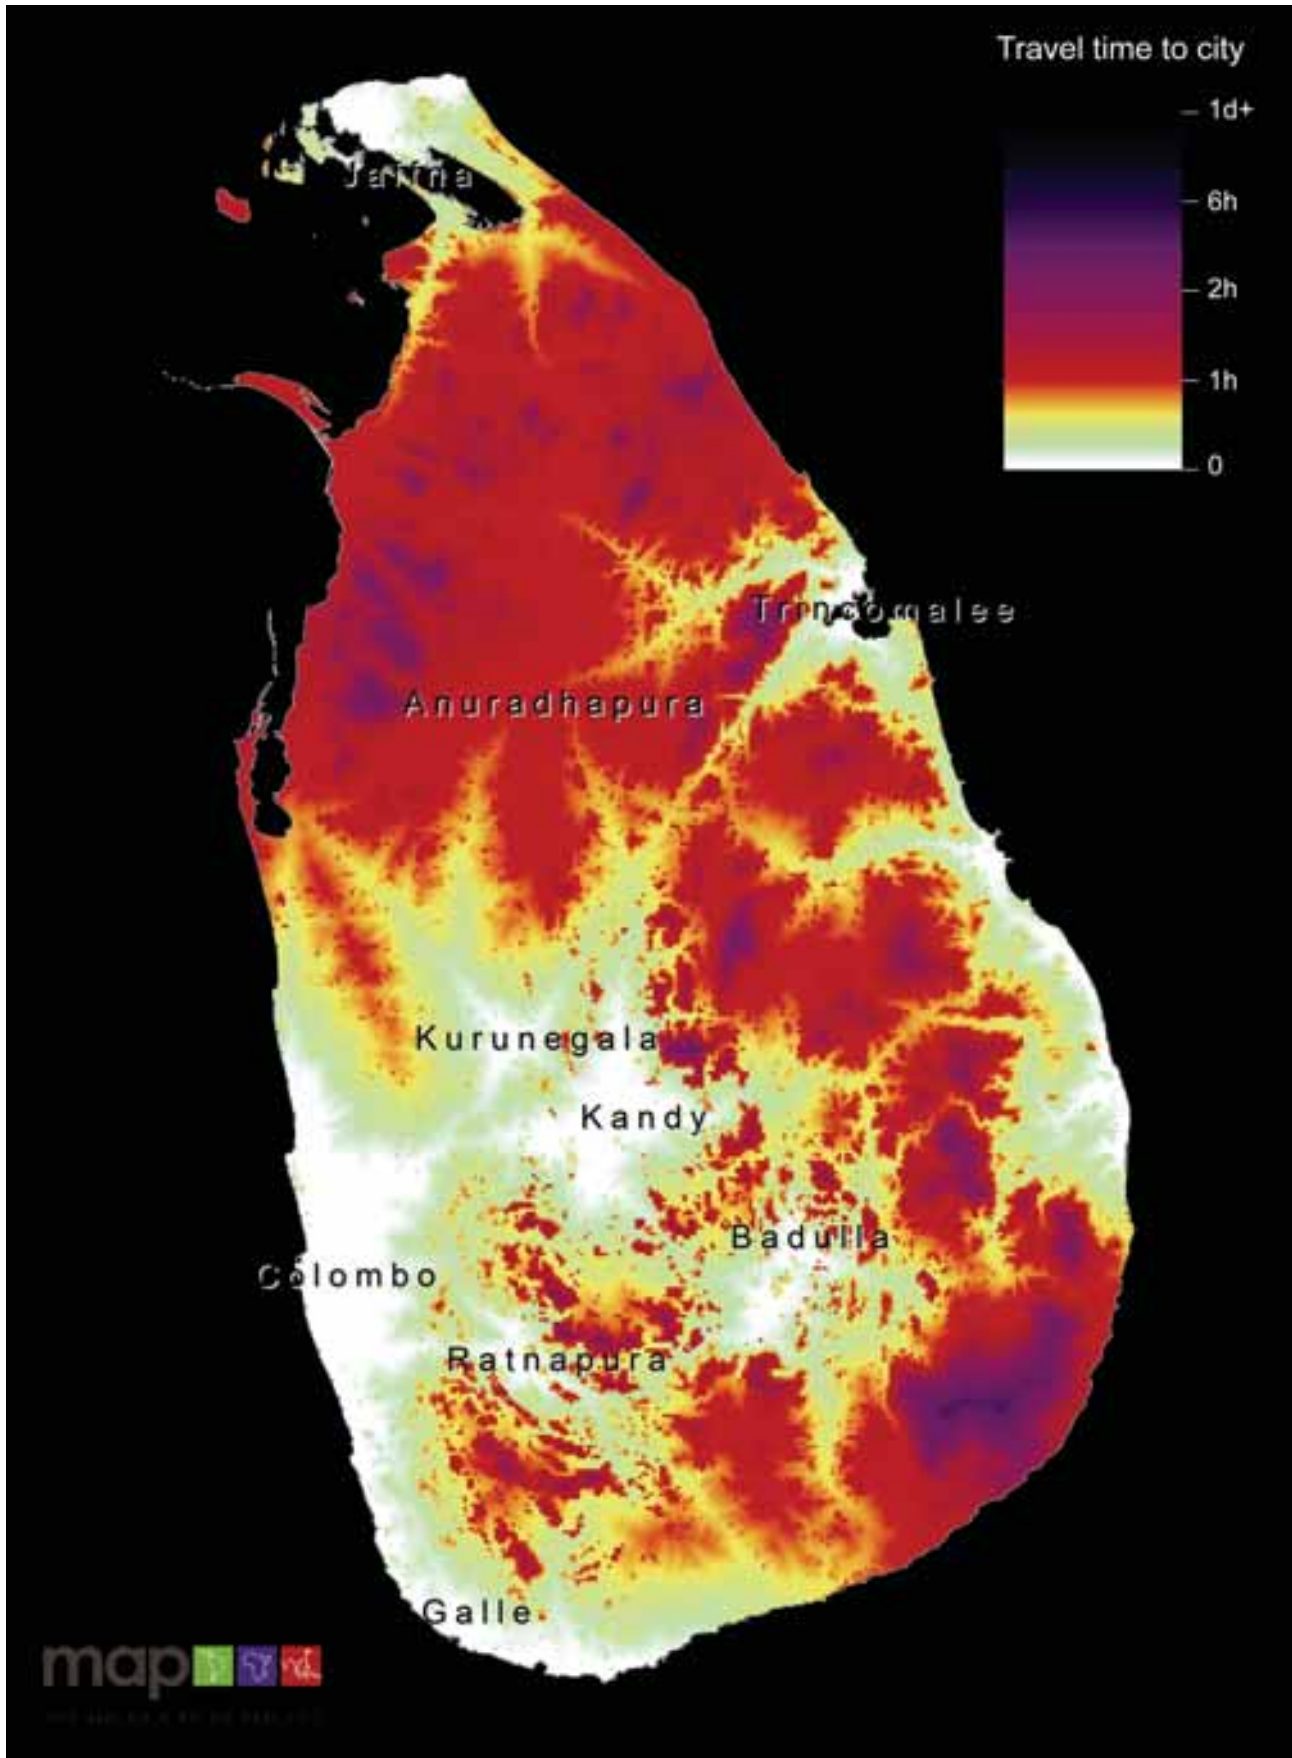 Travel time to city
1d+
6h
2h
1h
0
Jaffna
Trincomalee
Anuradhapura
Kurunegala
Kandy
Badulla
Colombo
Ratnapura
Galle
map